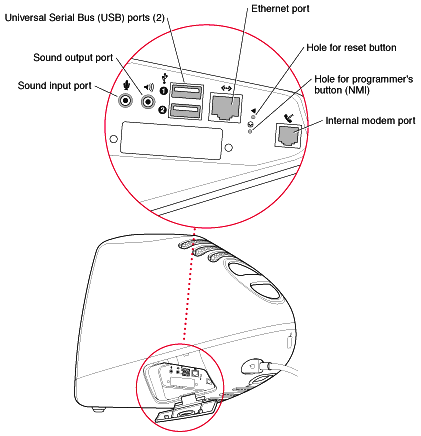 Ethernet port
Universal Serial Bus (USB) ports (2)
Hole for reset button
Sound output port
Sound input port
Hole for programmer's
button (NMI)
Internal modem port
1
2